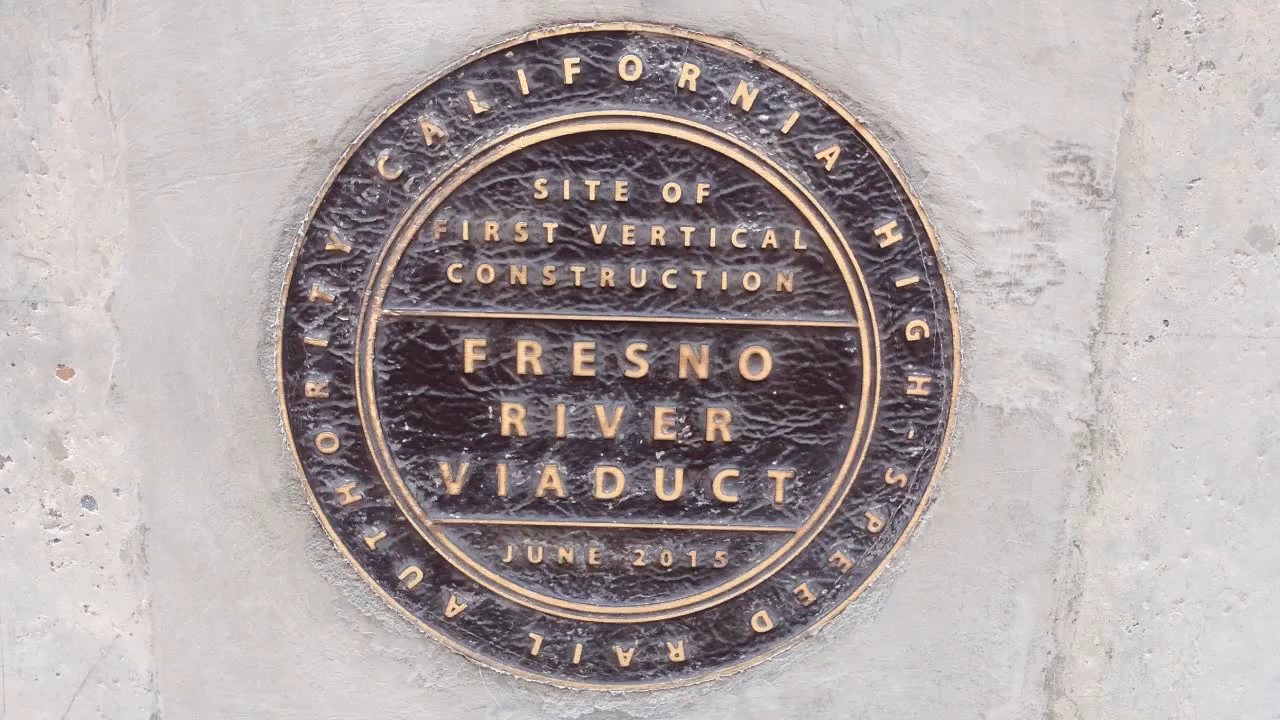 CALIFORNIA HIGH-SPEED RAIL AUTHORITY
SITE OF
FIRST VERTICAL
CONSTRUCTION
FRESNO
RIVER
VIADUCT
JUNE 2015